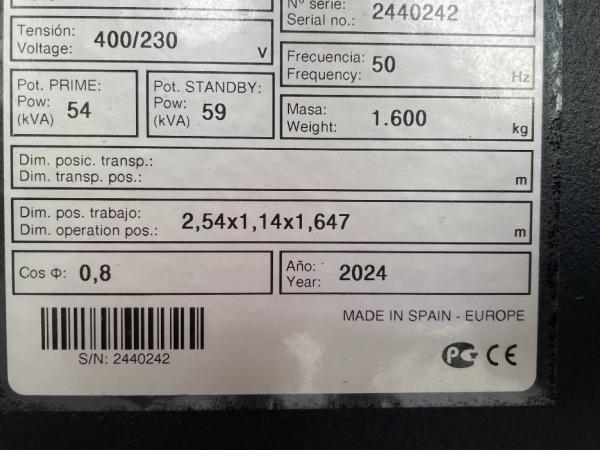 Nº serie:
Serial no.: 2440242
Tensión:
Voltage: 400/230 V
Frecuencia:
Frequency: 50 Hz
Pot. PRIME:
Pow: 54
(kVA)
Pot. STANDBY:
Pow: 59
(kVA)
Masa:
Weight: 1.600 kg
Dim. posic. transp.:
Dim. transp. pos.: m
Dim. pos. trabajo:
Dim. operation pos.: 2,54x1,14x1,647 m
Cos Φ: 0,8
Año:
Year: 2024
MADE IN SPAIN - EUROPE
S/N: 2440242
PG CE